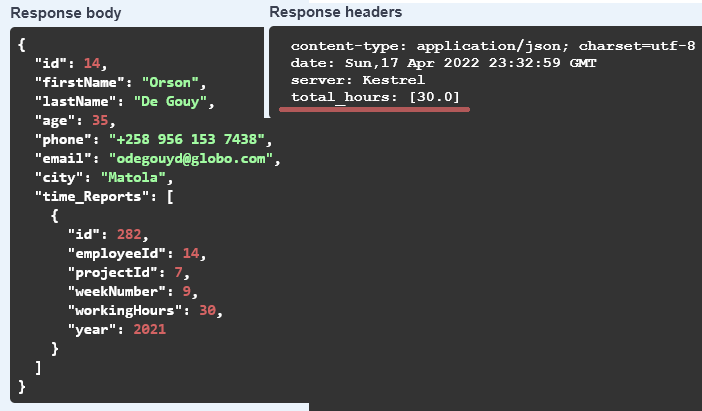 Response body
{
"id": 14,
"firstName": "Orson",
"lastName": "De Gouy",
"age": 35,
"phone": "+258 956 153 7438",
"email": "odegouyd@globo.com",
"city": "Matola",
"time_Reports": [
{
"id": 282,
"employeeId": 14,
"projectId": 7,
"weekNumber": 9,
"workingHours": 30,
"year": 2021
}
]
}
Response headers
content-type: application/json; charset=utf-8
date: Sun,17 Apr 2022 23:32:59 GMT
server: Kestrel
total_hours: [30.0]